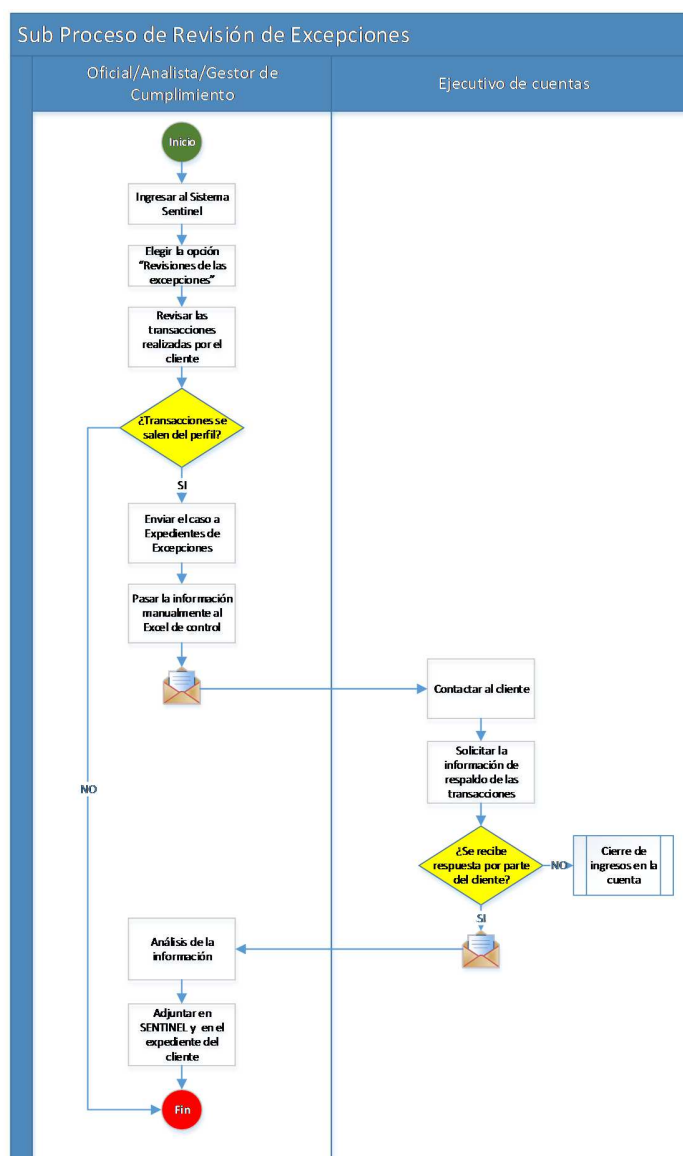 Sub Proceso de Revisión de Excepciones
Oficial/Analista/Gestor de
Cumplimiento
Ejecutivo de cuentas
Inicio
Ingresar al Sistema
Sentinel
Elegir la opción
“Revisiones de las
excepciones”
Revisar las
transacciones
realizadas por el
cliente
¿Transacciones se
salen del perfil?
SI
Enviar el caso a
Expedientes de
Excepciones
Pasar la información
manualmente al
Excel de control
Contactar al cliente
Solicitar la
información de
respaldo de las
transacciones
NO
¿Se recibe
respuesta por parte
del cliente?
NO
Cierre de
ingresos en la
cuenta
SI
Análisis de la
información
Adjuntar en
SENTINEL y en el
expediente del
cliente
Fin